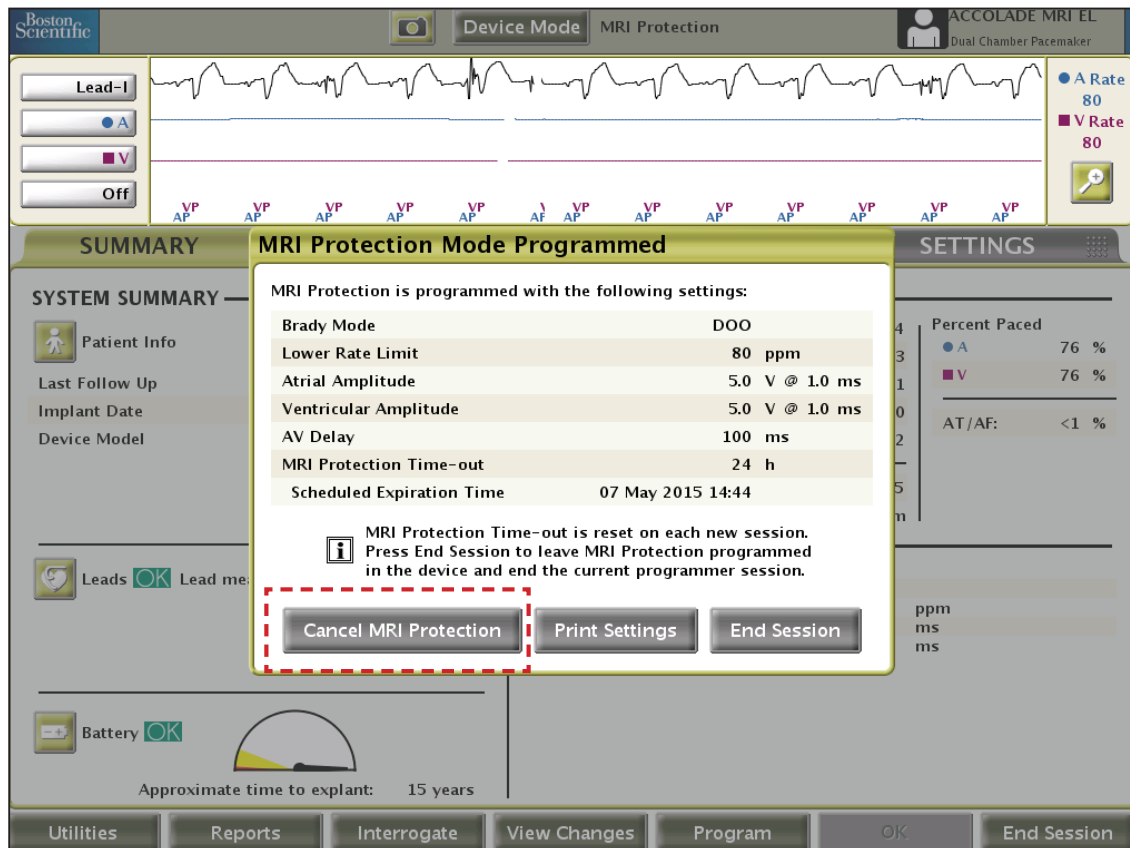 Boston
Scientific
Device Mode
MRI Protection
ACCOLADE MRI EL
Dual Chamber Pacemaker
Lead-I
A
V
Off
A Rate
80
V Rate
80
VP VP VP VP VP VP VP VP VP VP VP
AP AP AP AP AP AP AP AP AP AP AP
SUMMARY
SETTINGS
SYSTEM SUMMARY
Patient Info
Last Follow Up
Implant Date
Device Model
Leads OK Lead mea
Battery OK
Approximate time to explant: 15 years
MRI Protection Mode Programmed
MRI Protection is programmed with the following settings:
Brady Mode DOO
Lower Rate Limit 80 ppm
Atrial Amplitude 5.0 V @ 1.0 ms
Ventricular Amplitude 5.0 V @ 1.0 ms
AV Delay 100 ms
MRI Protection Time-out 24 h
Scheduled Expiration Time 07 May 2015 14:44
i
MRI Protection Time-out is reset on each new session.
Press End Session to leave MRI Protection programmed
in the device and end the current programmer session.
Cancel MRI Protection
Print Settings
End Session
4
3
1
0
2
5
m
Percent Paced
A 76 %
V 76 %
AT/AF: <1 %
ppm
ms
ms
Utilities
Reports
Interrogate
View Changes
Program
OK
End Session